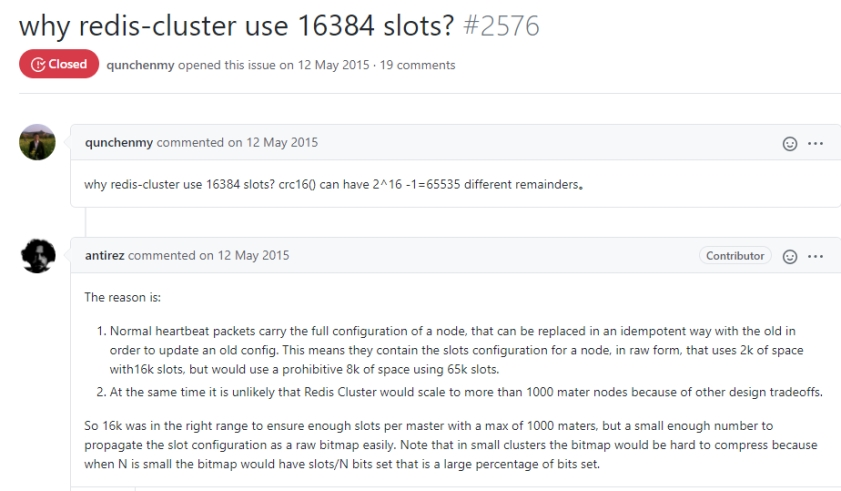 why redis-cluster use 16384 slots? #2576
Closed qunchenmy opened this issue on 12 May 2015 · 19 comments
qunchenmy commented on 12 May 2015
why redis-cluster use 16384 slots? crc16() can have 2^16 -1=65535 different remainders。
antirez commented on 12 May 2015 Contributor
The reason is:
1. Normal heartbeat packets carry the full configuration of a node, that can be replaced in an idempotent way with the old in
order to update an old config. This means they contain the slots configuration for a node, in raw form, that uses 2k of space
with16k slots, but would use a prohibitive 8k of space using 65k slots.
2. At the same time it is unlikely that Redis Cluster would scale to more than 1000 mater nodes because of other design tradeoffs.
So 16k was in the right range to ensure enough slots per master with a max of 1000 maters, but a small enough number to
propagate the slot configuration as a raw bitmap easily. Note that in small clusters the bitmap would be hard to compress because
when N is small the bitmap would have slots/N bits set that is a large percentage of bits set.